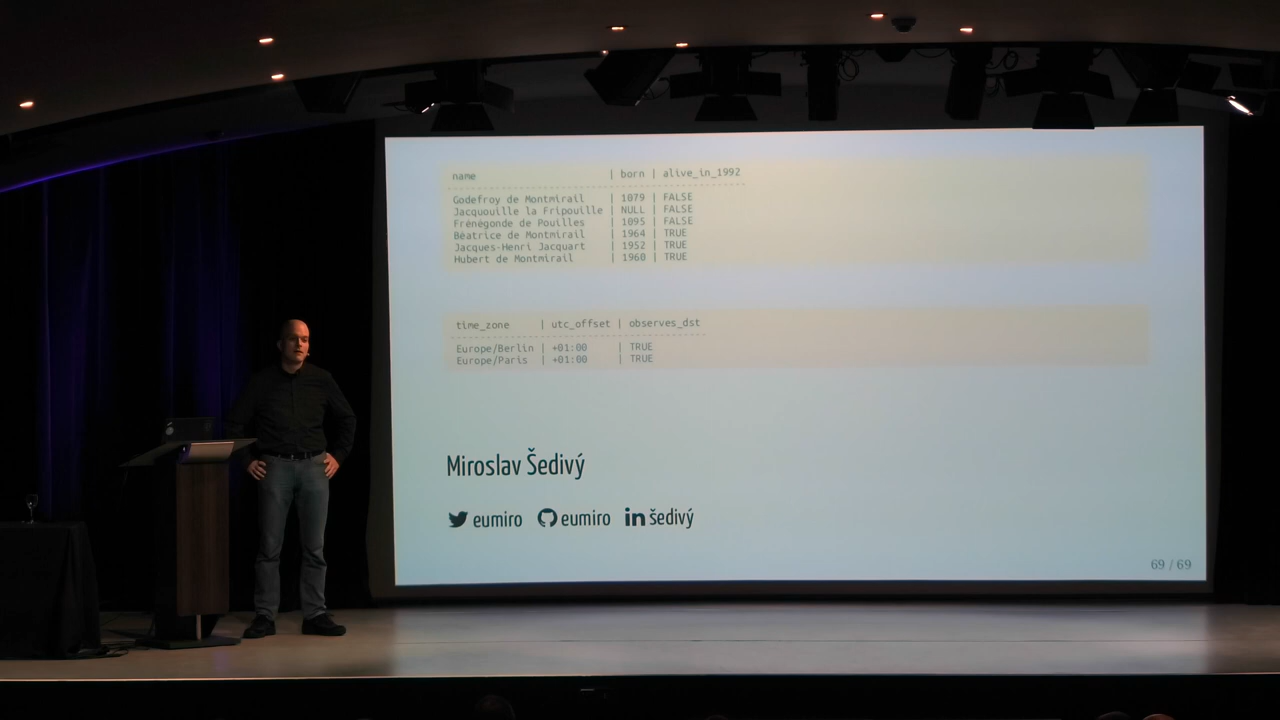 name | born | alive_in_1992
Godefroy de Montmirail | 1079 | FALSE
Jacquouille la Fripouille | NULL | FALSE
Frénégonde de Pouilles | 1095 | FALSE
Béatrice de Montmirail | 1964 | TRUE
Jacques-Henri Jacquart | 1952 | TRUE
Hubert de Montmirail | 1960 | TRUE
time_zone | utc_offset | observes_dst
Europe/Berlin | +01:00 | TRUE
Europe/Paris | +01:00 | TRUE
Miroslav Šedivý
eumiro eumiro in šedivý
69 / 69